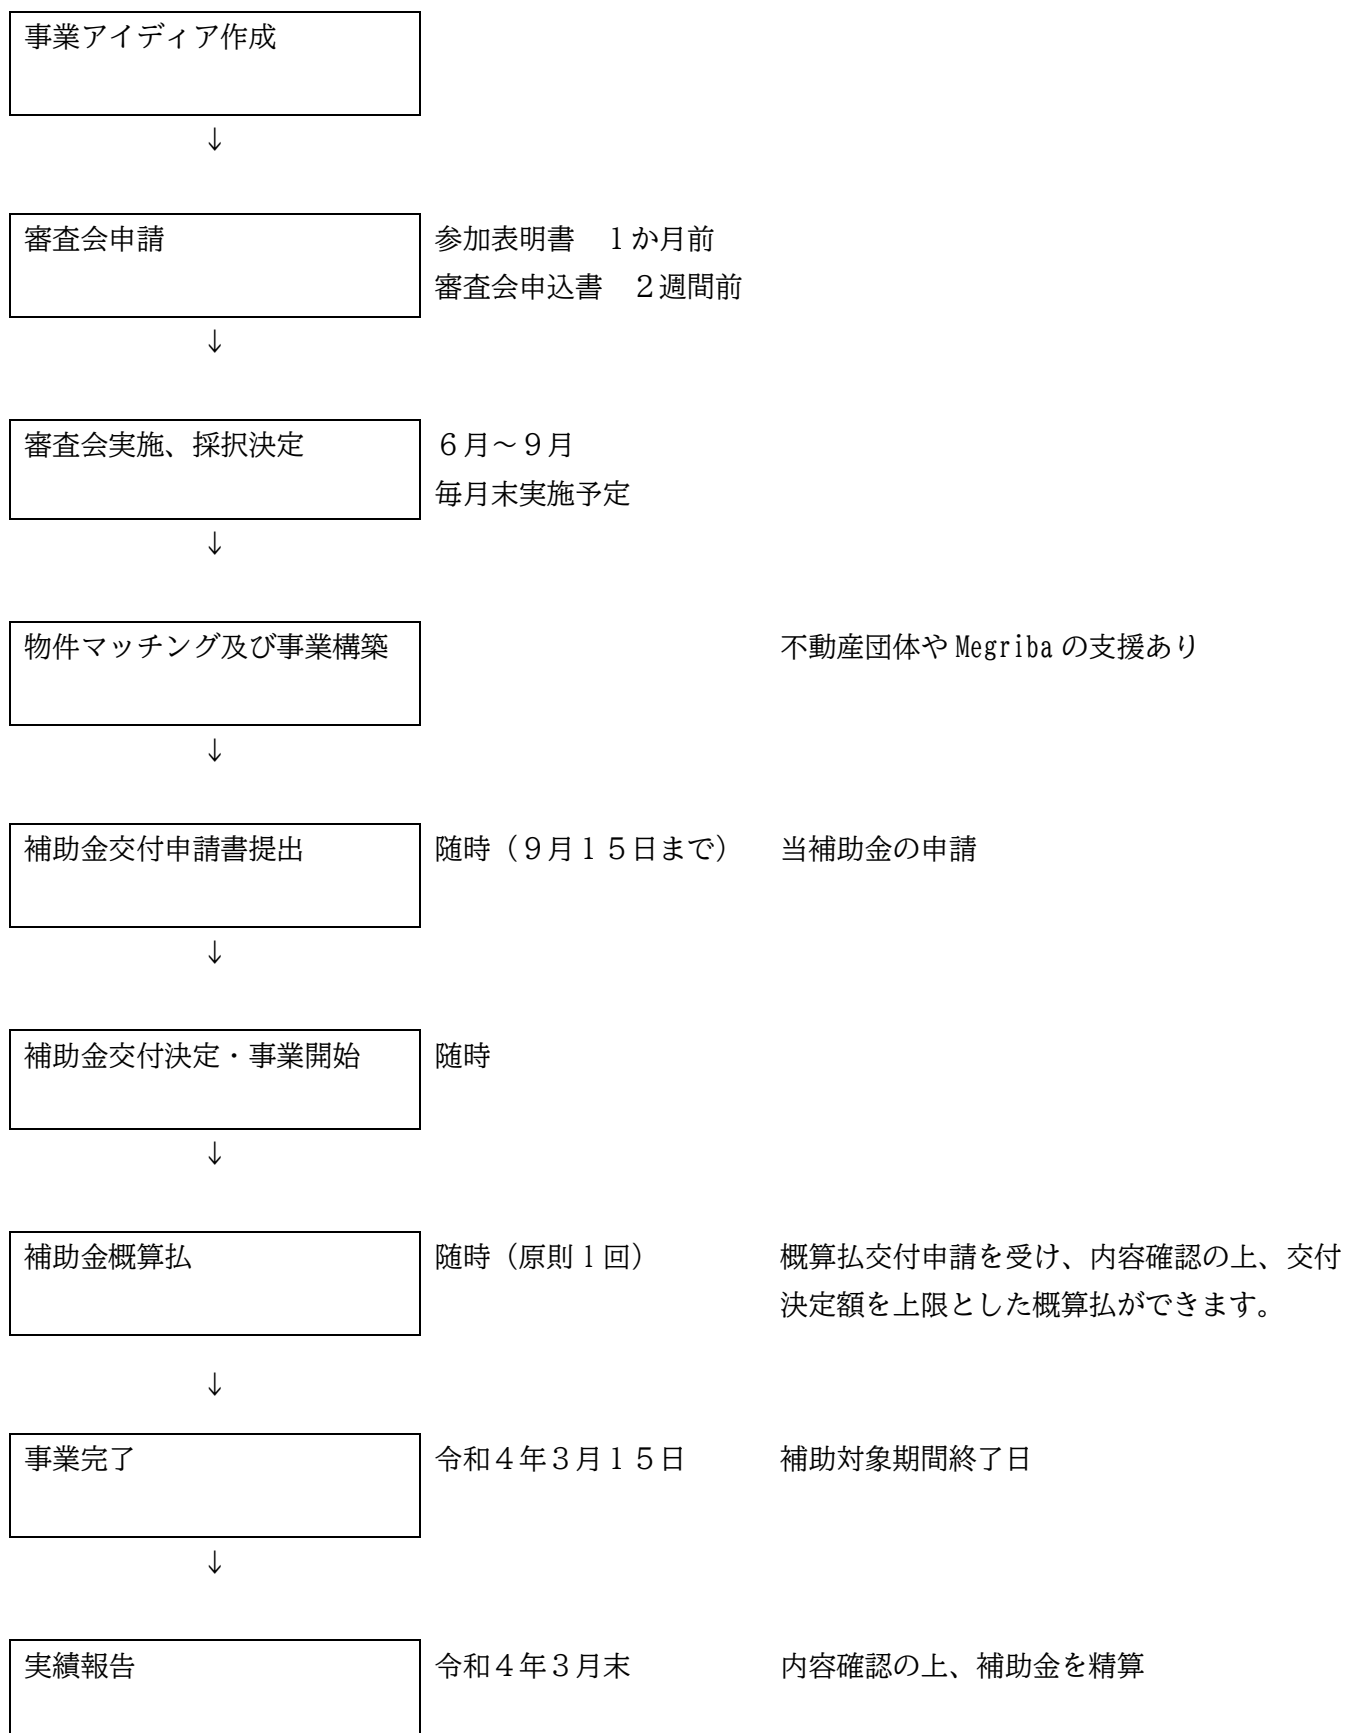 事業アイディア作成
↓
審査会申請
参加表明書　１か月前
審査会申込書　２週間前
↓
審査会実施、採択決定
６月～９月
毎月末実施予定
↓
物件マッチング及び事業構築
不動産団体や Megriba の支援あり
↓
補助金交付申請書提出
随時（９月１５日まで）
当補助金の申請
↓
補助金交付決定・事業開始
随時
↓
補助金概算払
随時（原則１回）
概算払交付申請を受け、内容確認の上、交付
決定額を上限とした概算払ができます。
↓
事業完了
令和４年３月１５日
補助対象期間終了日
↓
実績報告
令和４年３月末
内容確認の上、補助金を精算